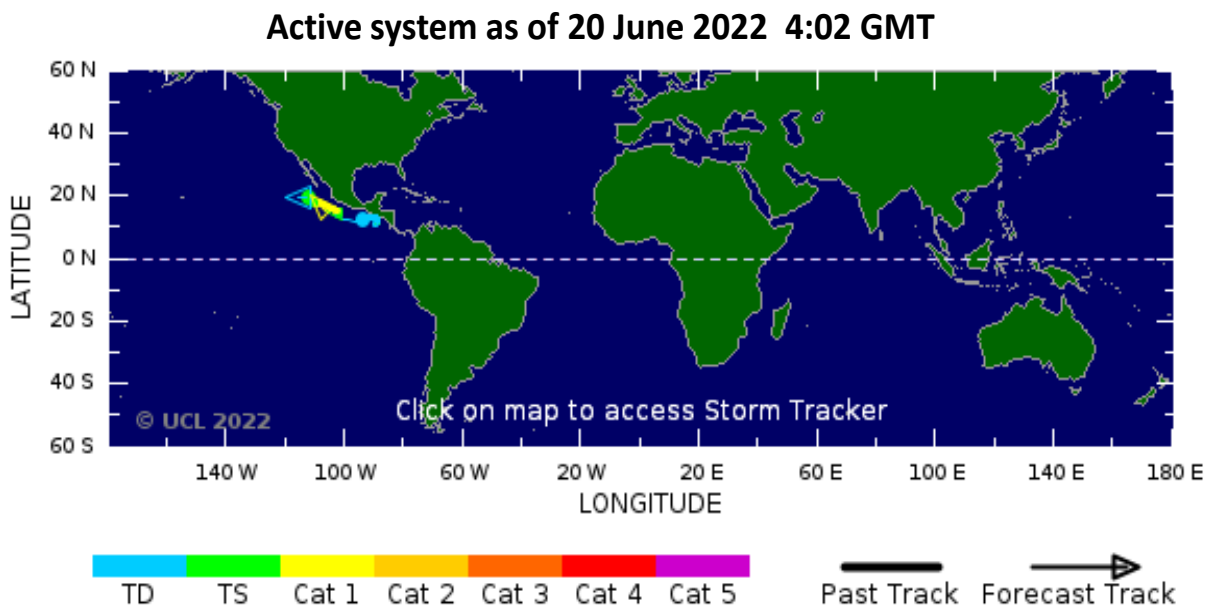 Active system as of 20 June 2022 4:02 GMT
60 N
40 N
20 N
0 N
20 S
40 S
60 S
LATITUDE
© UCL 2022
Click on map to access Storm Tracker
140 W 100 W 60 W 20 W 20 E 60 E 100 E 140 E 180 E
LONGITUDE
TD TS Cat 1 Cat 2 Cat 3 Cat 4 Cat 5 Past Track Forecast Track